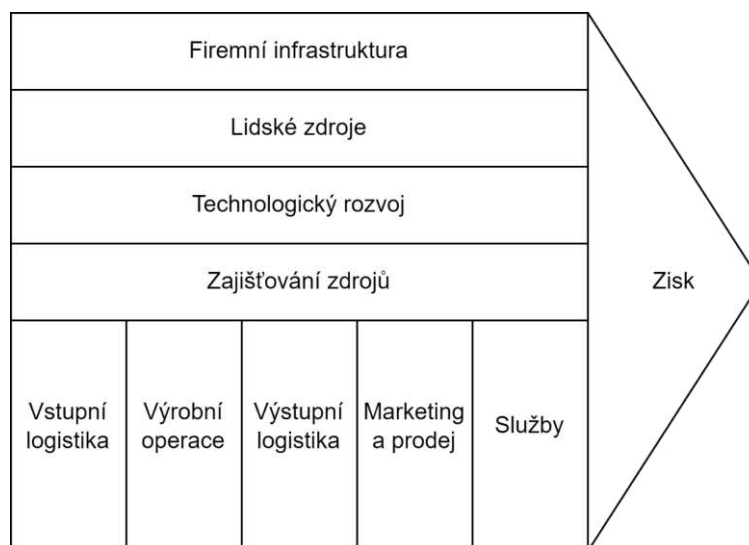 Firemní infrastruktura
Lidské zdroje
Technologický rozvoj
Zajišťování zdrojů
Zisk
Vstupní
logistika
Výrobní
operace
Výstupní
logistika
Marketing
a prodej
Služby